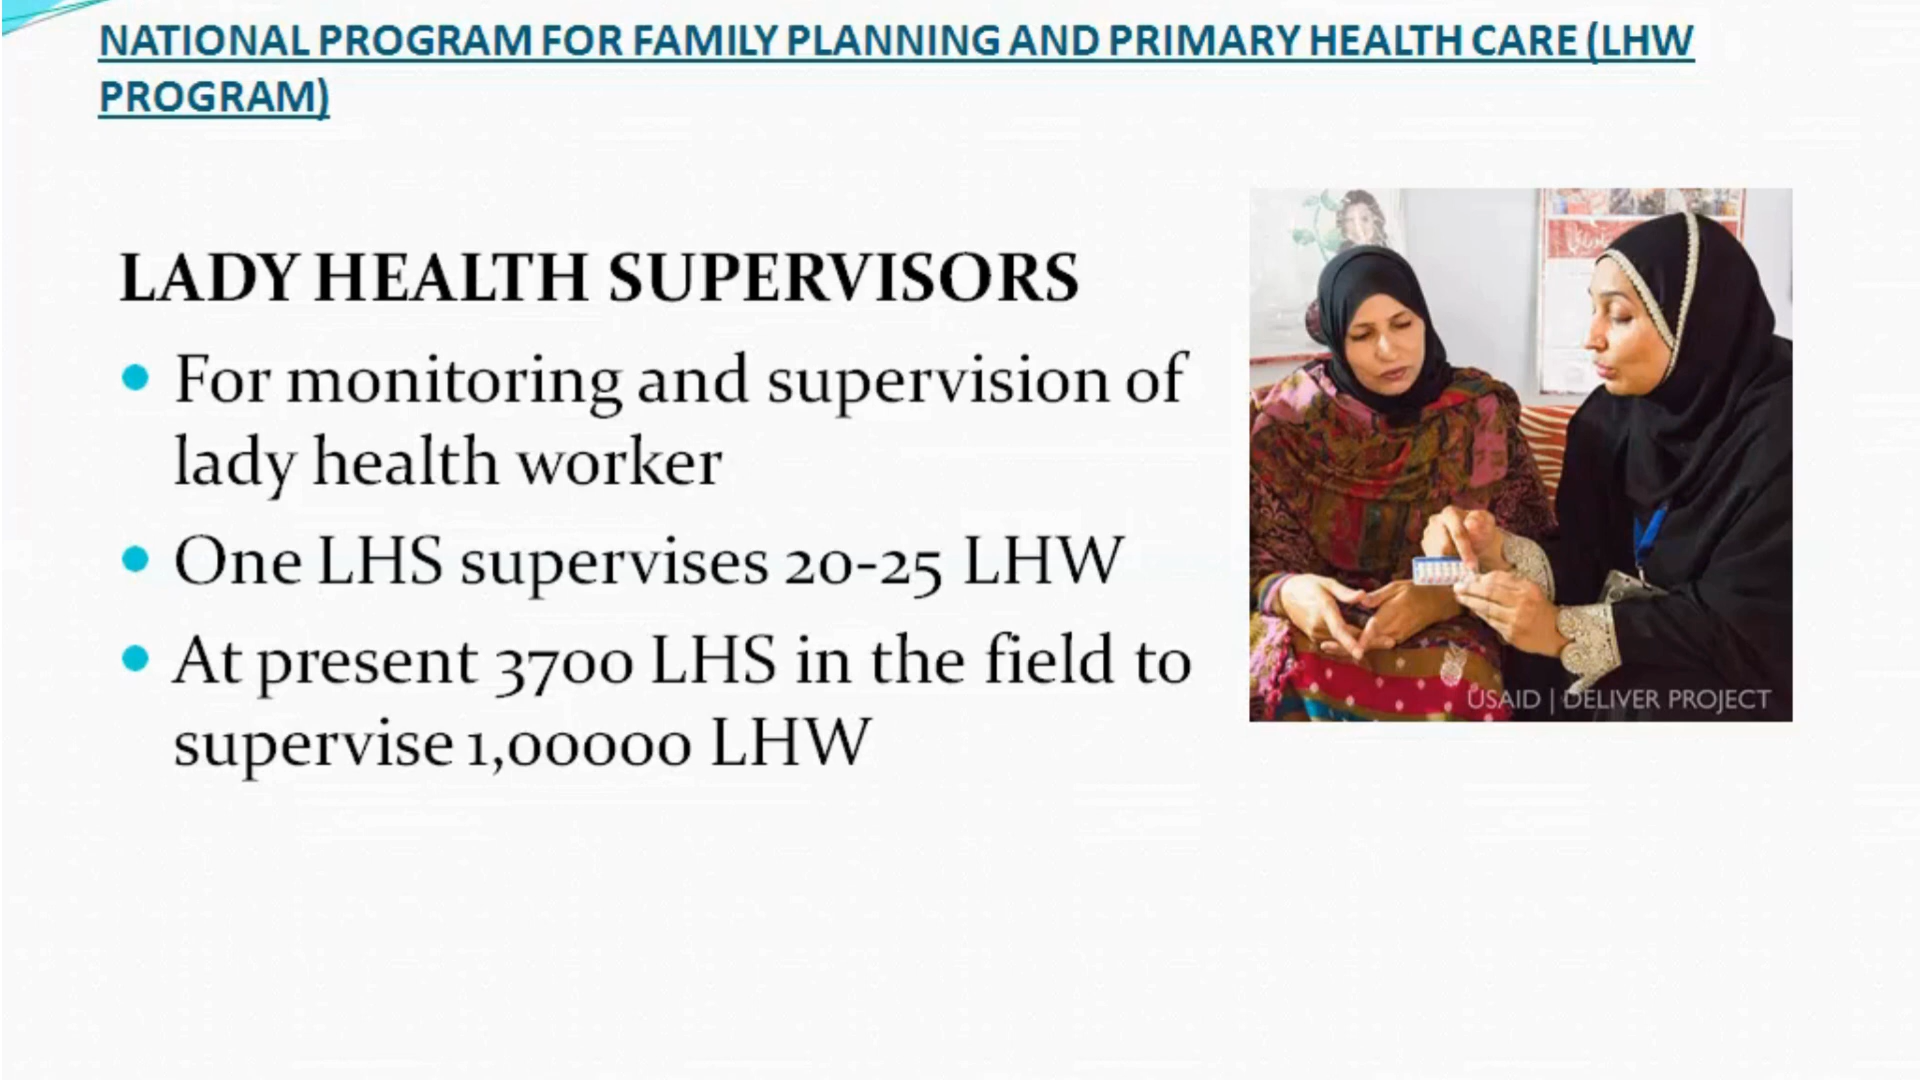 NATIONAL PROGRAM FOR FAMILY PLANNING AND PRIMARY HEALTH CARE (LHW
PROGRAM)
LADY HEALTH SUPERVISORS
• For monitoring and supervision of
lady health worker
• One LHS supervises 20-25 LHW
• At present 3700 LHS in the field to
supervise 1,00000 LHW
USAID | DELIVER PROJECT